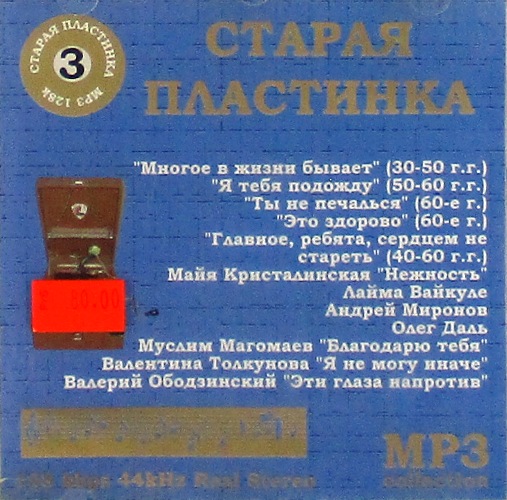 СТАРАЯ ПЛАСТИНКА
3
MP3 128k
СТАРАЯ
ПЛАСТИНКА
"Многое в жизни бывает" (30-50 г.г.)
"Я тебя подожду" (50-60 г.г.)
"Ты не печалься" (60-е г.)
"Это здорово" (60-е г.)
"Главное, ребята, сердцем не
стареть" (40-60 г.г.)
Майя Кристалинская "Нежность"
Лайма Вайкуле
Андрей Миронов
Олег Даль
Муслим Магомаев "Благодарю тебя"
Валентина Толкунова "Я не могу иначе"
Валерий Ободзинский "Эти глаза напротив"
80.00
MP3
collection
128 kbps 44kHz Real Stereo